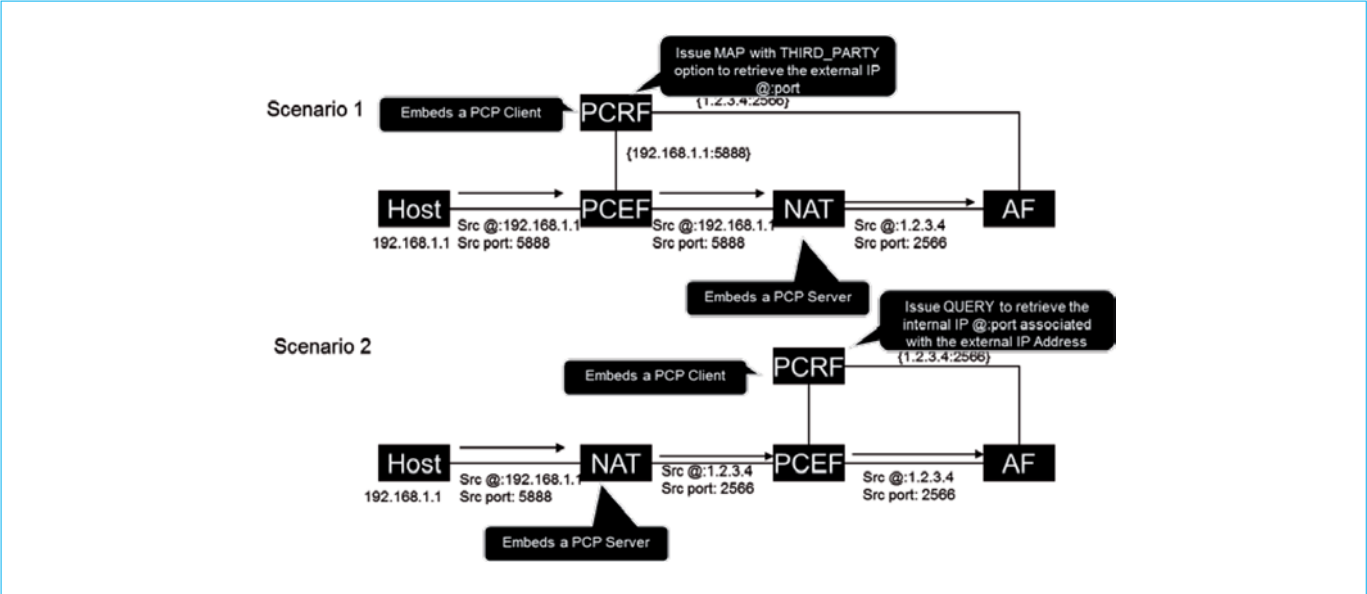 Issue MAP with THIRD_PARTY
option to retrieve the external IP
@:port
Scenario 1
Embeds a PCP Client
PCRF
{1.2.3.4:2566}
{192.168.1.1:5888}
Host
PCEF
NAT
AF
192.168.1.1
Src @:192.168.1.1
Src port: 5888
Src @:192.168.1.1
Src port: 5888
Src @:1.2.3.4
Src port: 2566
Embeds a PCP Server
Issue QUERY to retrieve the
internal IP @:port associated
with the external IP Address
Scenario 2
Embeds a PCP Client
PCRF
{1.2.3.4:2566}
Host
NAT
PCEF
AF
192.168.1.1
Src @:192.168.1.1
Src port: 5888
Src @:1.2.3.4
Src port: 2566
Src @:1.2.3.4
Src port: 2566
Embeds a PCP Server